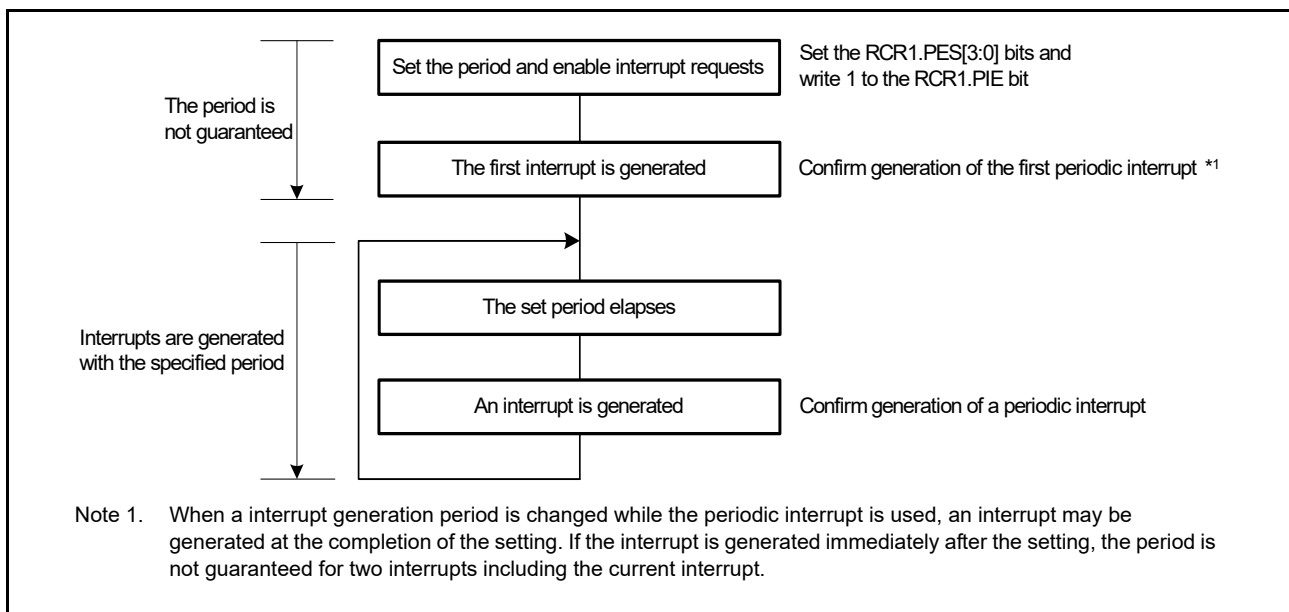 Set the period and enable interrupt requests
Set the RCR1.PES[3:0] bits and
write 1 to the RCR1.PIE bit
The period is
not guaranteed
The first interrupt is generated
Confirm generation of the first periodic interrupt *1
The set period elapses
Interrupts are generated
with the specified period
An interrupt is generated
Confirm generation of a periodic interrupt
Note 1. When a interrupt generation period is changed while the periodic interrupt is used, an interrupt may be
generated at the completion of the setting. If the interrupt is generated immediately after the setting, the period is
not guaranteed for two interrupts including the current interrupt.